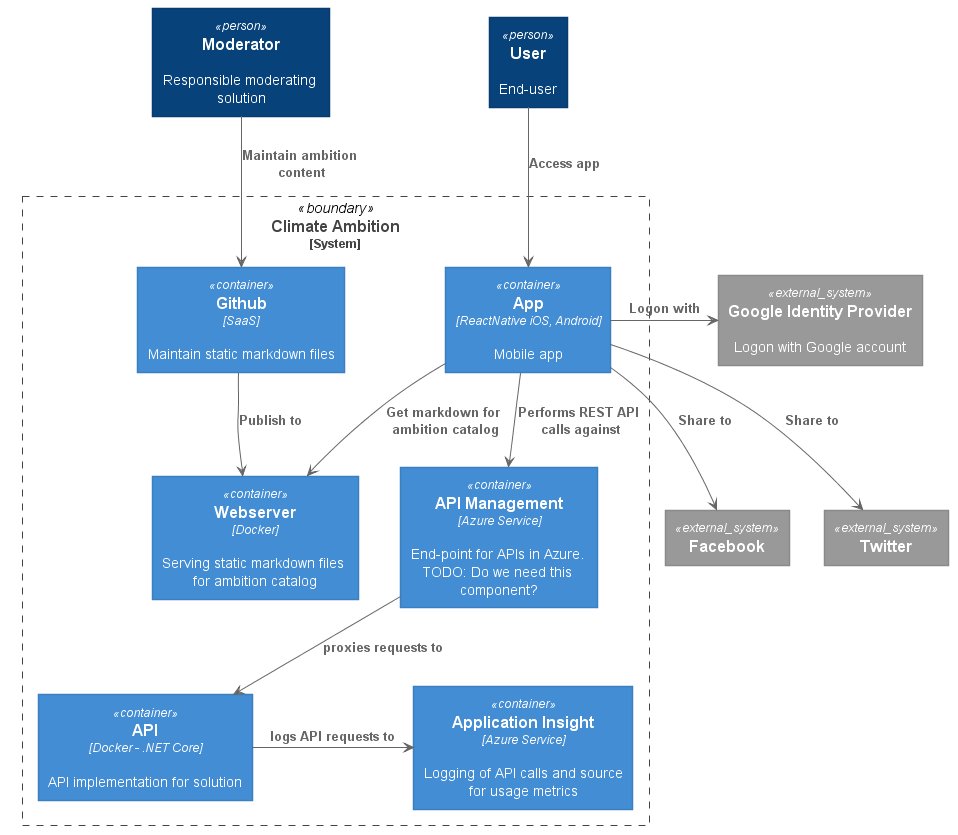 «person»
Moderator
Responsible moderating
solution
«person»
User
End-user
Maintain ambition
content
Access app
«boundary»
Climate Ambition
[System]
«container»
Github
[SaaS]
Maintain static markdown files
«container»
App
[ReactNative iOS, Android]
Mobile app
Logon with
«external_system»
Google Identity Provider
Logon with Google account
Publish to
Get markdown for
ambition catalog
Performs REST API
calls against
Share to
Share to
«container»
Webserver
[Docker]
Serving static markdown files
for ambition catalog
«container»
API Management
[Azure Service]
End-point for APIs in Azure.
TODO: Do we need this
component?
«external_system»
Facebook
«external_system»
Twitter
proxies requests to
«container»
API
[Docker - .NET Core]
API implementation for solution
logs API requests to
«container»
Application Insight
[Azure Service]
Logging of API calls and source
for usage metrics